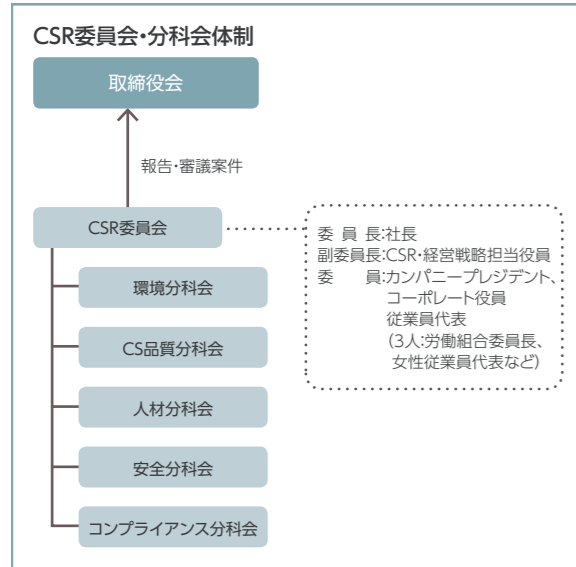 CSR委員会・分科会体制
取締役会
報告・審議案件
CSR委員会
委 員 長:社長
副委員長:CSR・経営戦略担当役員
委　　員:カンパニープレジデント、
コーポレート役員
従業員代表
(3人:労働組合委員長、
女性従業員代表など)
環境分科会
CS品質分科会
人材分科会
安全分科会
コンプライアンス分科会